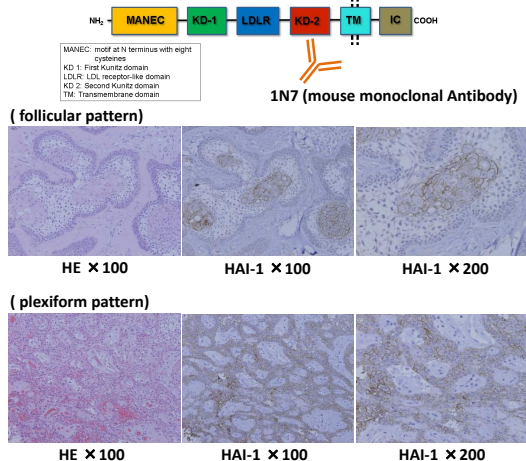 NH₂ MANEC KD-1 LDLR KD-2 TM IC COOH
MANEC: motif at N terminus with eight
cysteines
KD 1: First Kunitz domain
LDLR: LDL receptor-like domain
KD 2: Second Kunitz domain
TM: Transmembrane domain
1N7 (mouse monoclonal Antibody)
( follicular pattern)
HE ×100 HAI-1 ×100 HAI-1 ×200
( plexiform pattern)
HE ×100 HAI-1 ×100 HAI-1 ×200